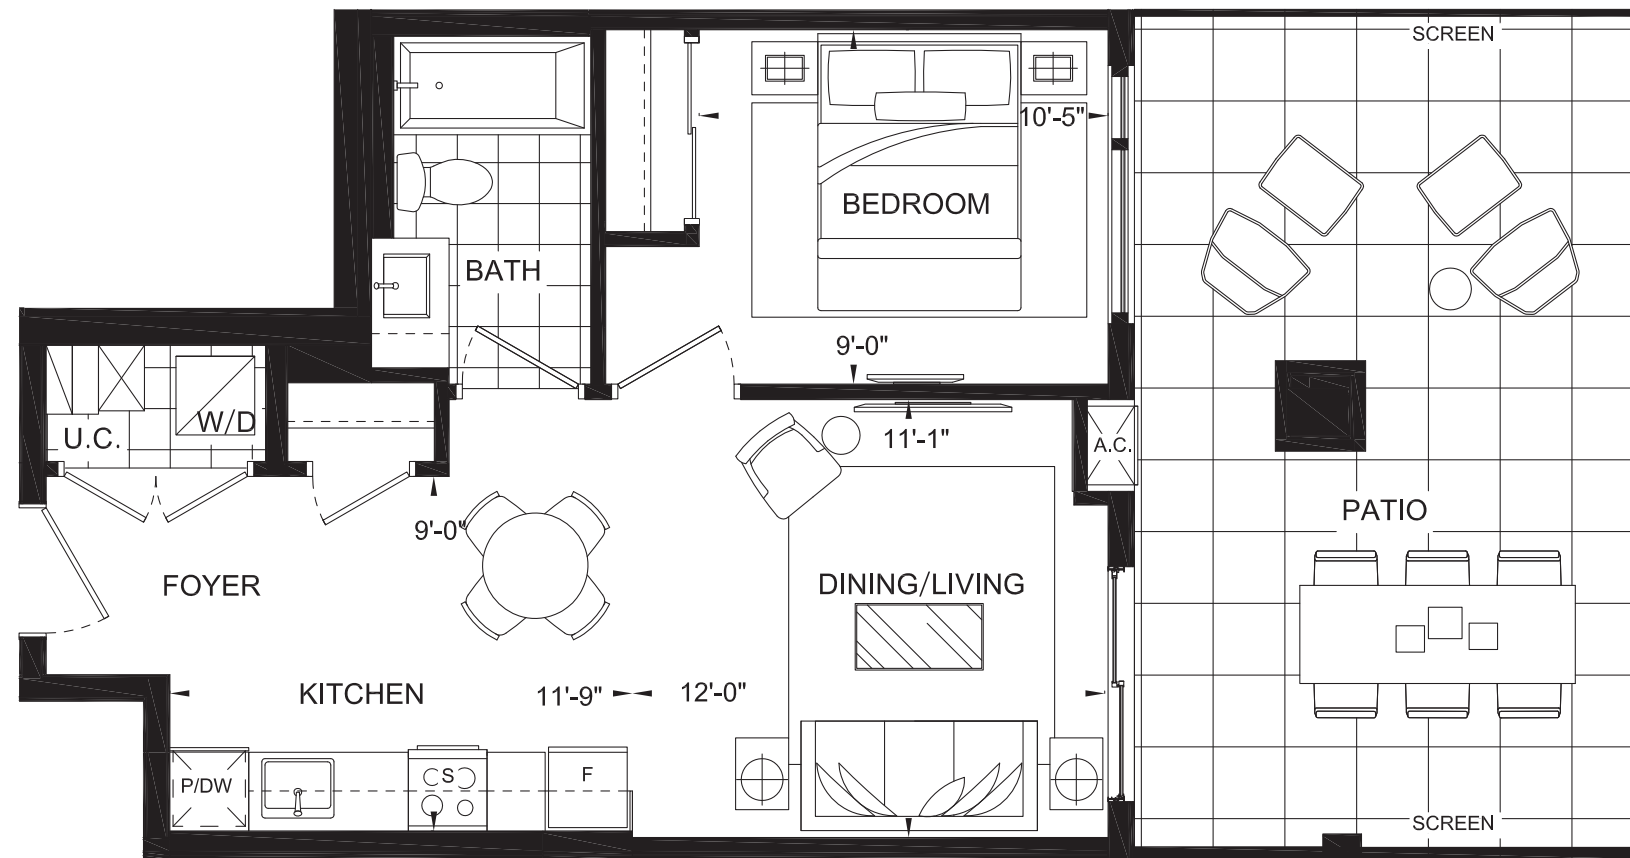 SCREEN
10'-5"
BEDROOM
BATH
9'-0"
W/D
U.C.
11'-1"
A.C.
PATIO
9'-0"
FOYER
DINING/LIVING
KITCHEN
11'-9"
12'-0"
P/DW
S
F
SCREEN